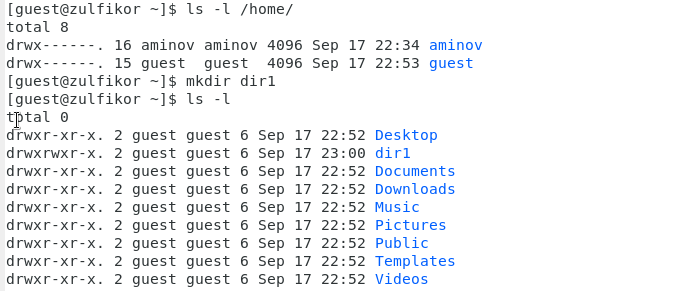 [guest@zulfikor ~]$ ls -l /home/
total 8
drwx------. 16 aminov aminov 4096 Sep 17 22:34 aminov
drwx------. 15 guest  guest  4096 Sep 17 22:53 guest
[guest@zulfikor ~]$ mkdir dir1
[guest@zulfikor ~]$ ls -l
total 0
drwxr-xr-x. 2 guest guest 6 Sep 17 22:52 Desktop
drwxrwxr-x. 2 guest guest 6 Sep 17 23:00 dir1
drwxr-xr-x. 2 guest guest 6 Sep 17 22:52 Documents
drwxr-xr-x. 2 guest guest 6 Sep 17 22:52 Downloads
drwxr-xr-x. 2 guest guest 6 Sep 17 22:52 Music
drwxr-xr-x. 2 guest guest 6 Sep 17 22:52 Pictures
drwxr-xr-x. 2 guest guest 6 Sep 17 22:52 Public
drwxr-xr-x. 2 guest guest 6 Sep 17 22:52 Templates
drwxr-xr-x. 2 guest guest 6 Sep 17 22:52 Videos